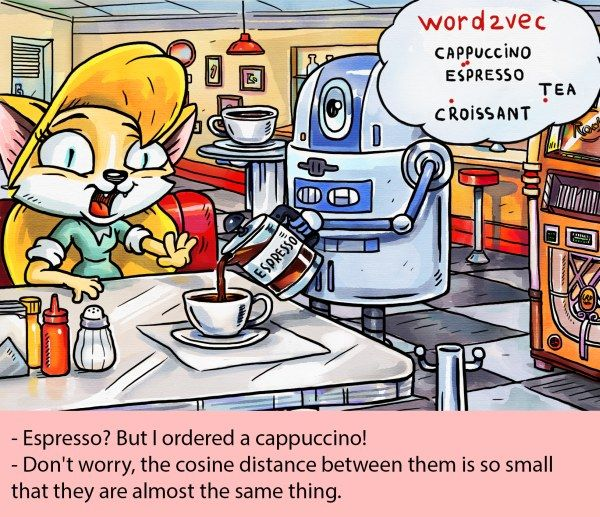 word2vec
CAPPUCCINO
ESPRESSO
TEA
CROISSANT
ESPRESSO
- Espresso? But I ordered a cappuccino!
- Don't worry, the cosine distance between them is so small
that they are almost the same thing.